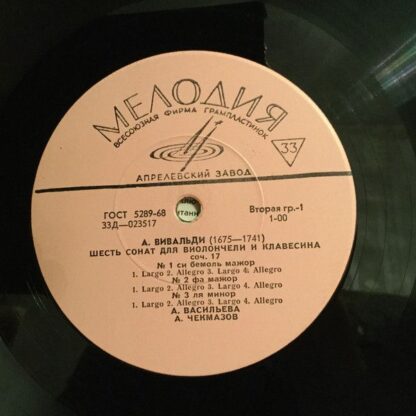 МЕЛОДИЯ
ВСЕСОЮЗНАЯ ФИРМА ГРАМПЛАСТИНОК
33
АПРЕЛЕВСКИЙ ЗАВОД
ГОСТ 5289-68
33Д—023517
Вторая гр.-1
1-00
А. ВИВАЛЬДИ (1675—1741)
ШЕСТЬ СОНАТ ДЛЯ ВИОЛОНЧЕЛИ И КЛАВЕСИНА
соч. 17
№ 1 си бемоль мажор
1. Largo 2. Allegro 3. Largo 4. Allegro
№ 2 фа мажор
1. Largo 2. Allegro 3. Largo 4. Allegro
№ 3 ля минор
1. Largo 2. Allegro 3. Largo 4. Allegro
А. ВАСИЛЬЕВА
А. ЧЕКМАЗОВ